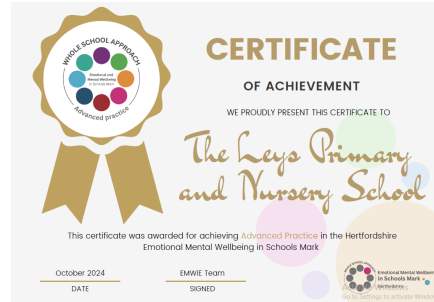 WHOLE SCHOOL APPROACH
Emotional and
Mental Wellbeing
in Schools Mark
Advanced practice
CERTIFICATE
OF ACHIEVEMENT
WE PROUDLY PRESENT THIS CERTIFICATE TO
The Leys Primary
and Nursery School
This certificate was awarded for achieving Advanced Practice in the Hertfordshire
Emotional Mental Wellbeing in Schools Mark
October 2024
DATE
EMWiE Team
SIGNED
Emotional Mental Wellbein
in Schools Mark
Hertfordshire
Go to Settings to activate Window